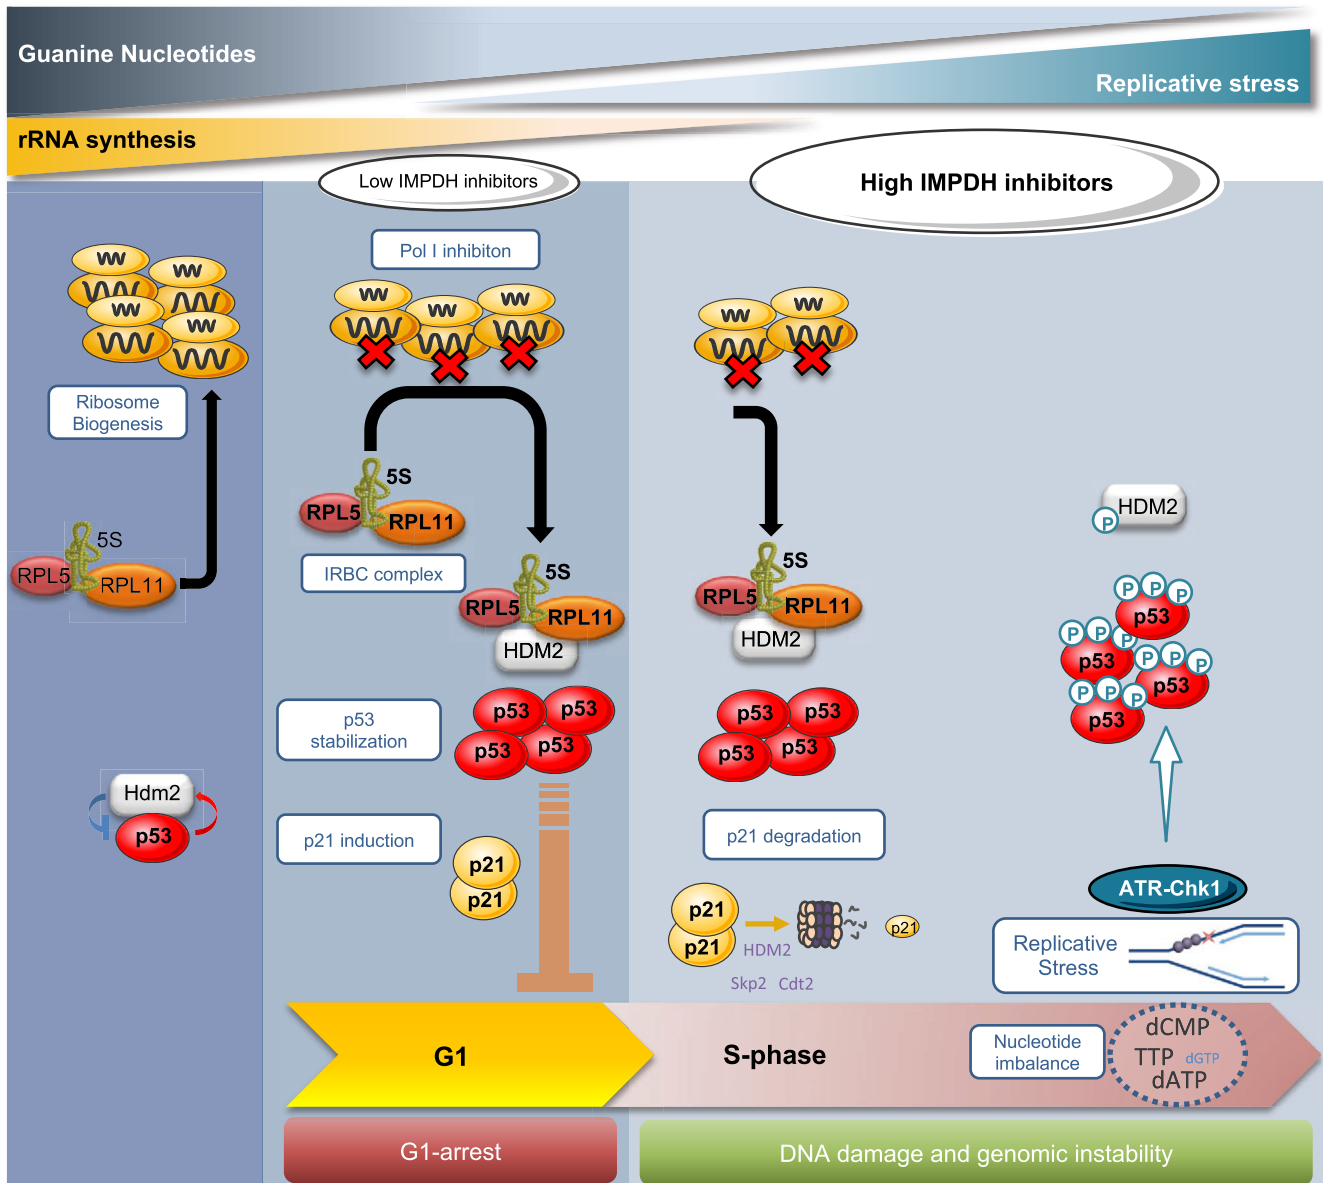 Guanine Nucleotides
Replicative stress
rRNA synthesis
Low IMPDH inhibitors
High IMPDH inhibitors
Ribosome
Biogenesis
5S
RPL5
RPL11
Hdm2
p53
Pol I inhibiton
5S
RPL5
RPL11
IRBC complex
5S
RPL5
RPL11
HDM2
p53
stabilization
p53
p53
p53
p53
p21 induction
p21
p21
5S
RPL5
RPL11
HDM2
p53
p53
p53
p53
p21 degradation
p21
p21
HDM2
Skp2
Cdt2
p21
HDM2
P
P
P
P
p53
P
P
P
p53
P
P
P
p53
P
P
P
p53
ATR-Chk1
Replicative
Stress
G1
S-phase
Nucleotide
imbalance
dCMP
TTP
dGTP
dATP
G1-arrest
DNA damage and genomic instability